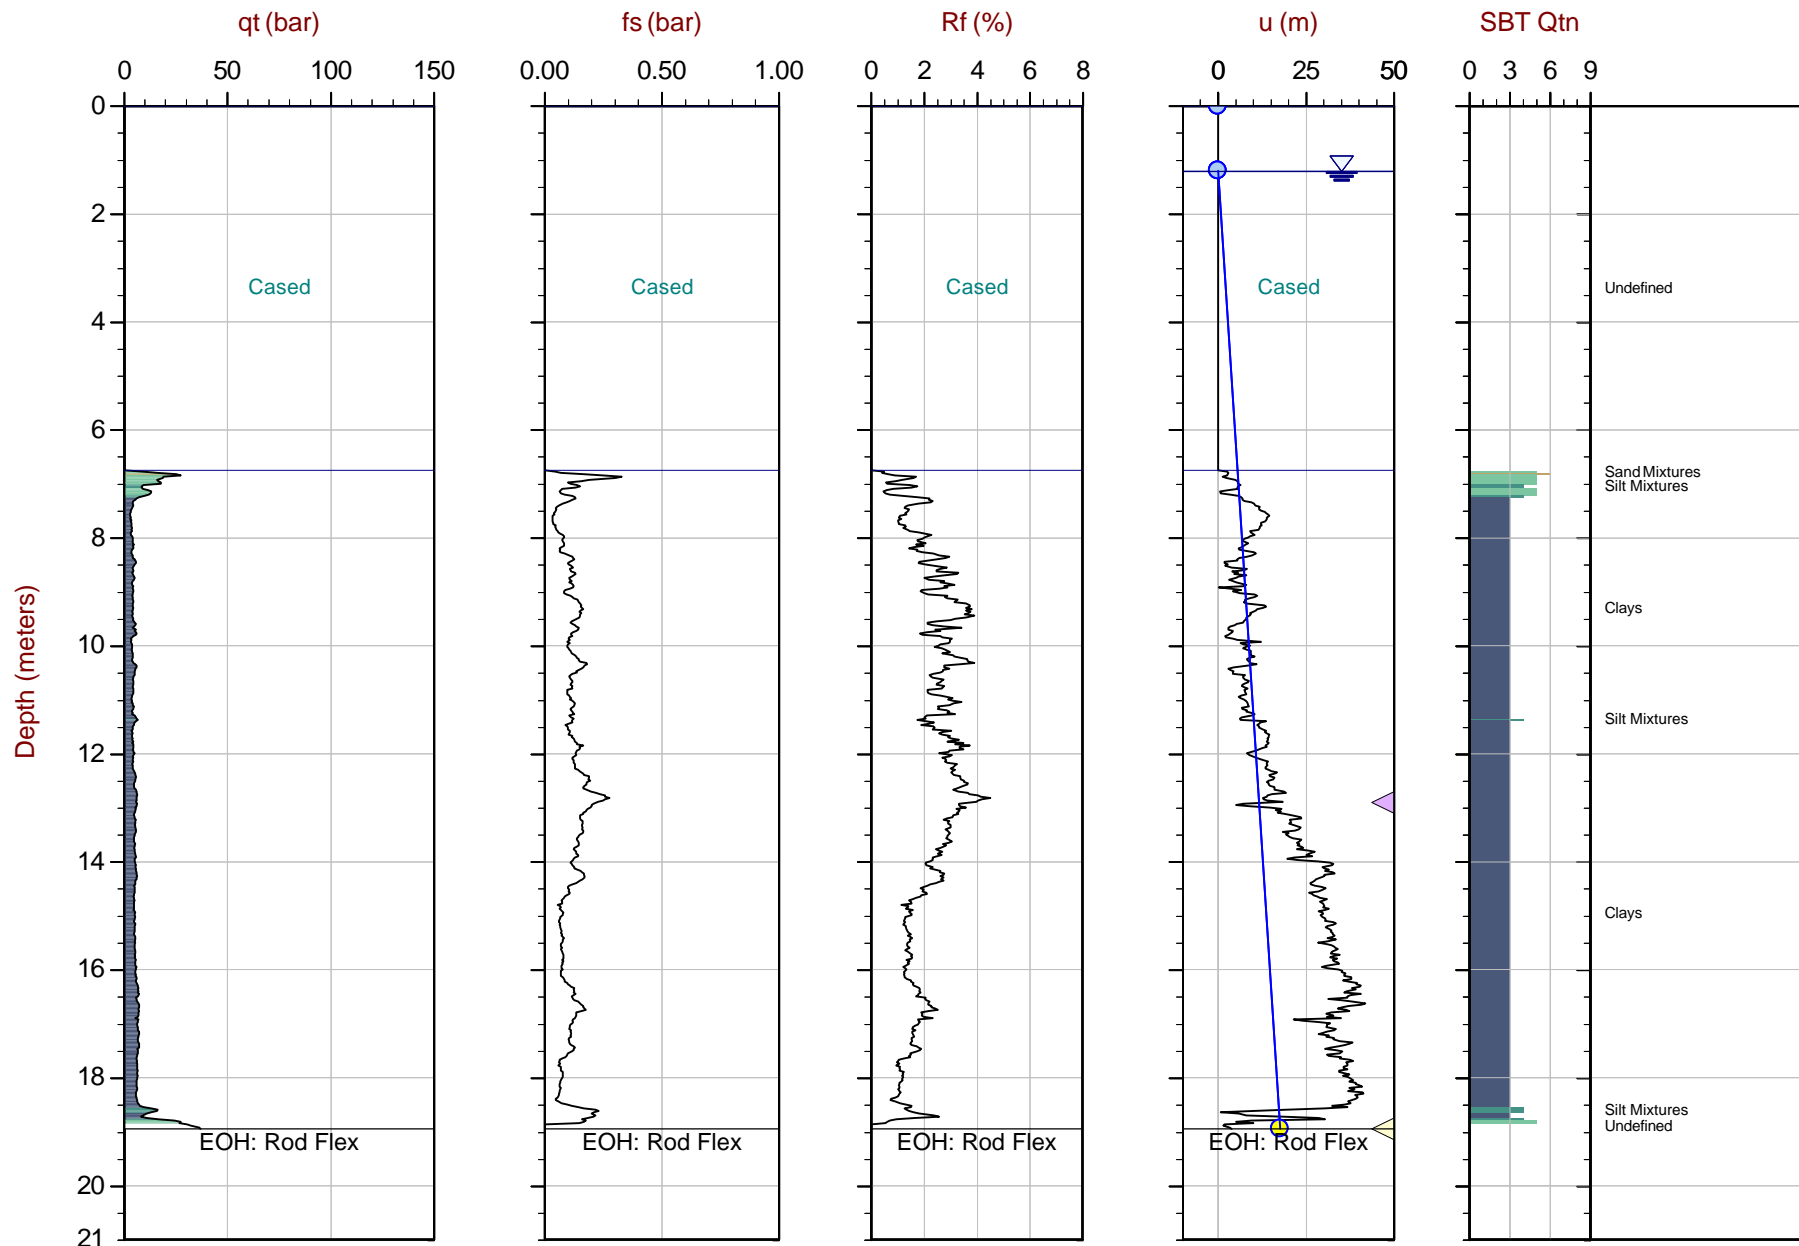 qt (bar) fs (bar) Rf (%) u (m) SBT Qtn
0 50 100 150 0.00 0.50 1.00 0 2 4 6 8 0 25 50 0 3 6 9
0
2
Cased Cased Cased Cased Undefined
4
6
Sand Mixtures
Silt Mixtures
8
Clays
10
Depth (meters)
Silt Mixtures
12
14
Clays
16
18
Silt Mixtures
Undefined
EOH: Rod Flex EOH: Rod Flex EOH: Rod Flex EOH: Rod Flex
20
21